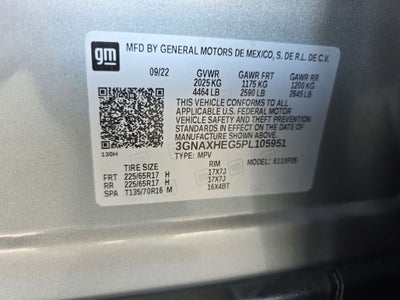 gm
MFD BY GENERAL MOTORS DE MEXICO, S. DE R.L. DE C.V.
09/22 GVWR GAWR FRT GAWR RR
2025 KG 1175 KG 1200 KG
4464 LB 2590 LB 2645 LB
THIS VEHICLE CONFORMS TO ALL
APPLICABLE U.S. FEDERAL MOTOR
VEHICLE SAFETY STANDARDS IN
EFFECT ON THE DATE OF
MANUFACTURE SHOWN ABOVE.
3GNAXHEG5PL105951
TYPE: MPV MODEL:
TIRE SIZE RIM
FRT 225/65R17 H 17X7J
RR 225/65R17 H 17X7J
SPA T135/70R16 M 16X4BT